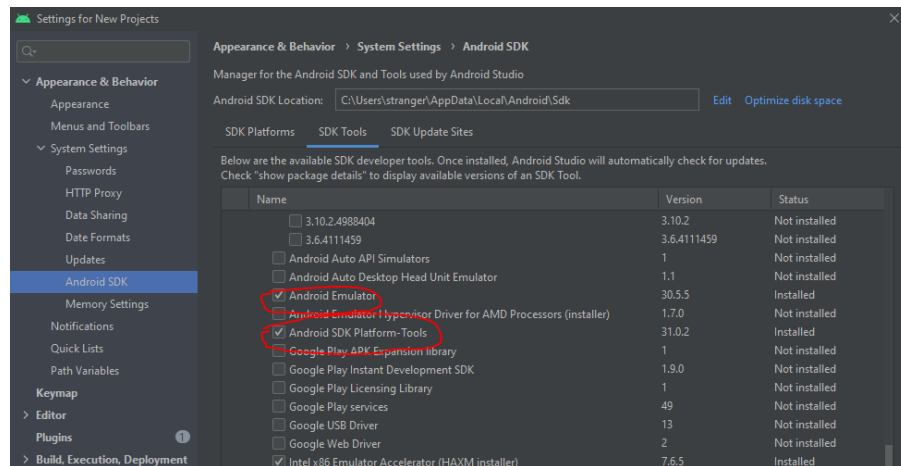 Settings for New Projects
Appearance & Behavior
Appearance
Menus and Toolbars
System Settings
Passwords
HTTP Proxy
Data Sharing
Date Formats
Updates
Android SDK
Memory Settings
Notifications
Quick Lists
Path Variables
Keymap
Editor
Plugins 1
Build, Execution, Deployment
Appearance & Behavior › System Settings › Android SDK
Manager for the Android SDK and Tools used by Android Studio
Android SDK Location: C:\Users\stranger\AppData\Local\Android\Sdk Edit Optimize disk space
SDK Platforms SDK Tools SDK Update Sites
Below are the available SDK developer tools. Once installed, Android Studio will automatically check for updates.
Check "show package details" to display available versions of an SDK Tool.
Name Version Status
3.10.2.4988404 3.10.2 Not installed
3.6.4111459 3.6.4111459 Not installed
Android Auto API Simulators 1 Not installed
Android Auto Desktop Head Unit Emulator 1.1 Not installed
Android Emulator 30.5.5 Installed
Android Emulator Hypervisor Driver for AMD Processors (installer) 1.7.0 Not installed
Android SDK Platform-Tools 31.0.2 Installed
Google Play APK Expansion library 1 Not installed
Google Play Instant Development SDK 1.9.0 Not installed
Google Play Licensing Library 1 Not installed
Google Play services 49 Not installed
Google USB Driver 13 Not installed
Google Web Driver 2 Not installed
Intel x86 Emulator Accelerator (HAXM installer) 7.6.5 Installed